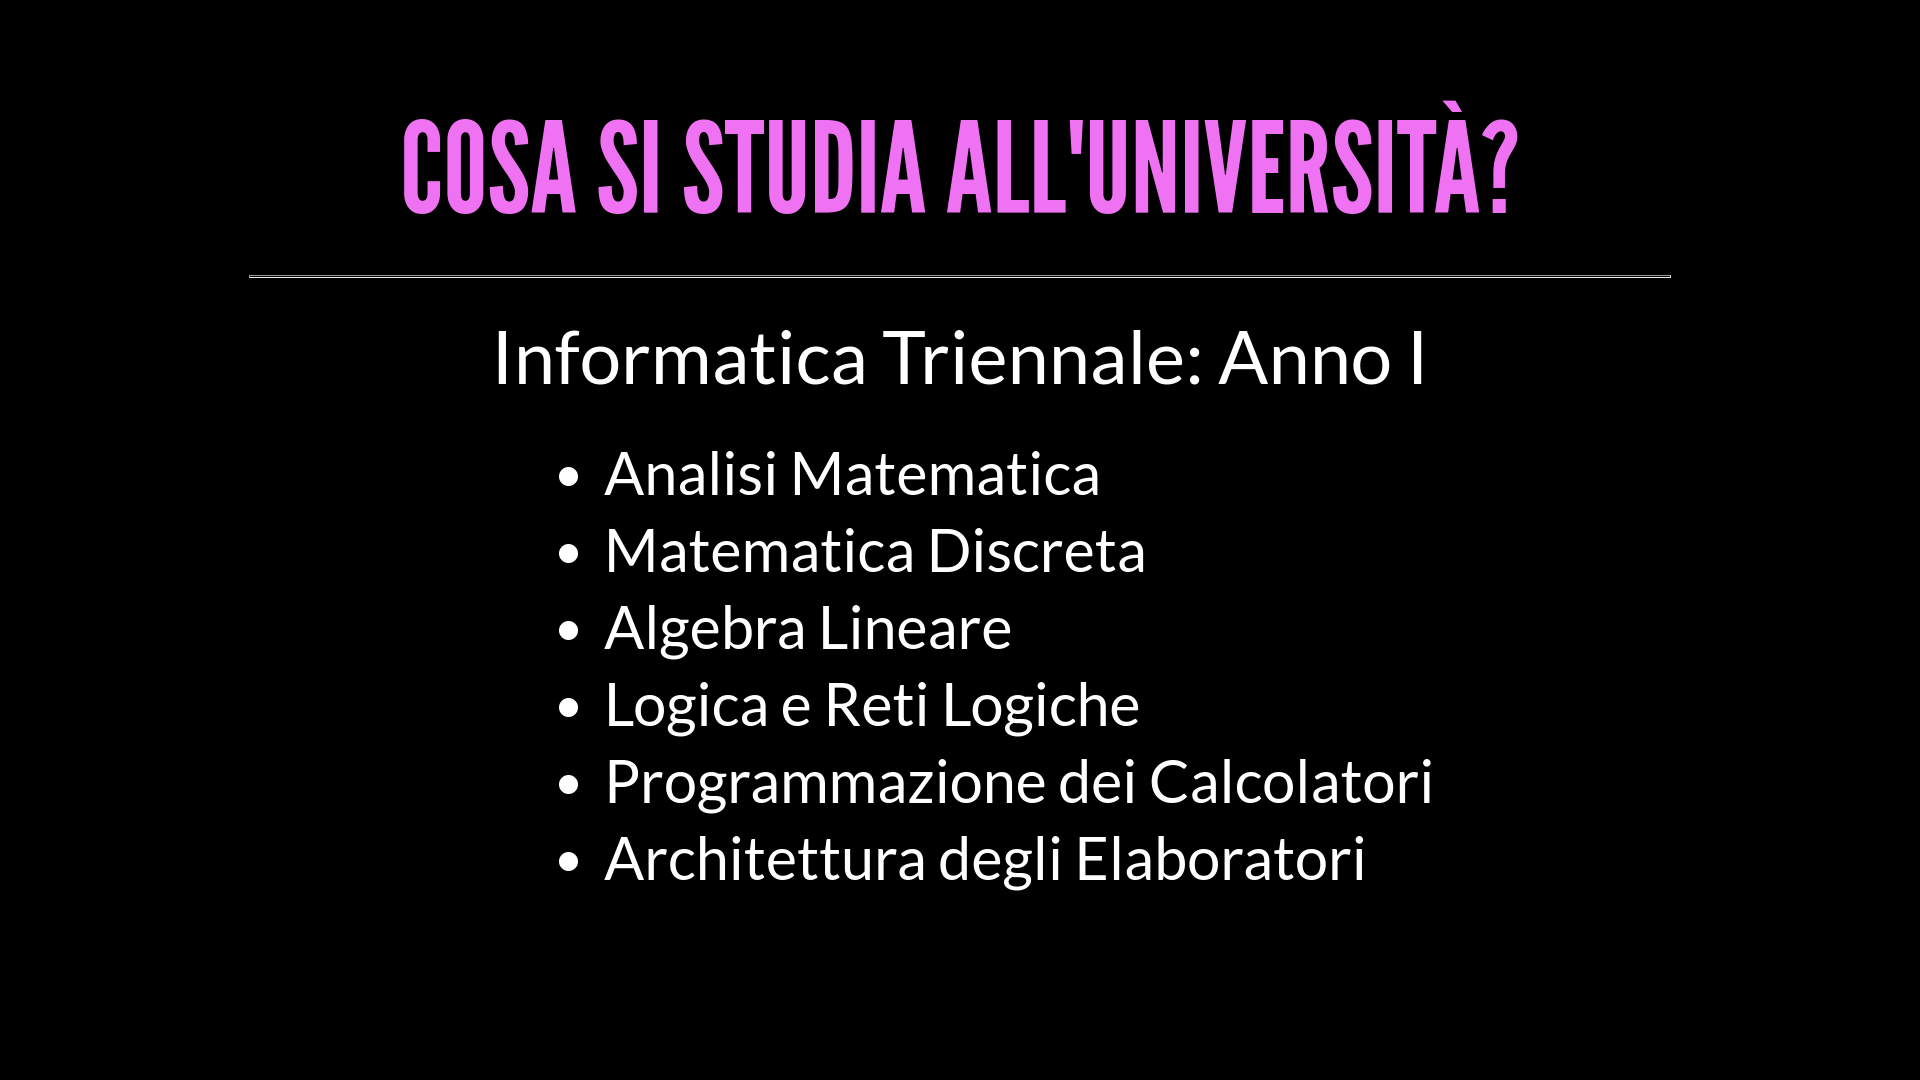 COSA SI STUDIA ALL'UNIVERSITÀ?
Informatica Triennale: Anno I
• Analisi Matematica
• Matematica Discreta
• Algebra Lineare
• Logica e Reti Logiche
• Programmazione dei Calcolatori
• Architettura degli Elaboratori